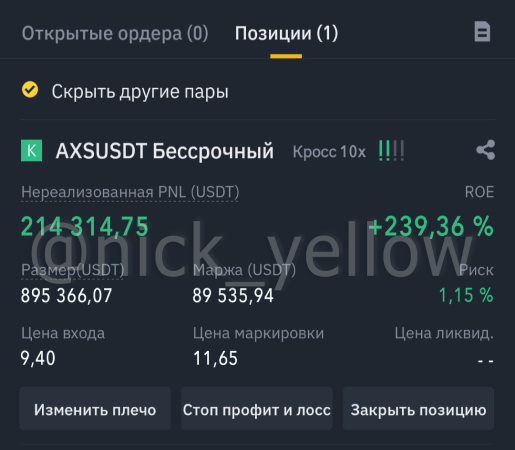 Открытые ордера (0) Позиции (1)
Скрыть другие пары
K AXSUSDT Бессрочный Кросс 10x
Нереализованная PNL (USDT) ROE
214 314,75 +239,36 %
@nick_yellow
Размер(USDT) Маржа (USDT) Риск
895 366,07 89 535,94 1,15 %
Цена входа Цена маркировки Цена ликвид.
9,40 11,65 --
Изменить плечо Стоп профит и лосс Закрыть позицию